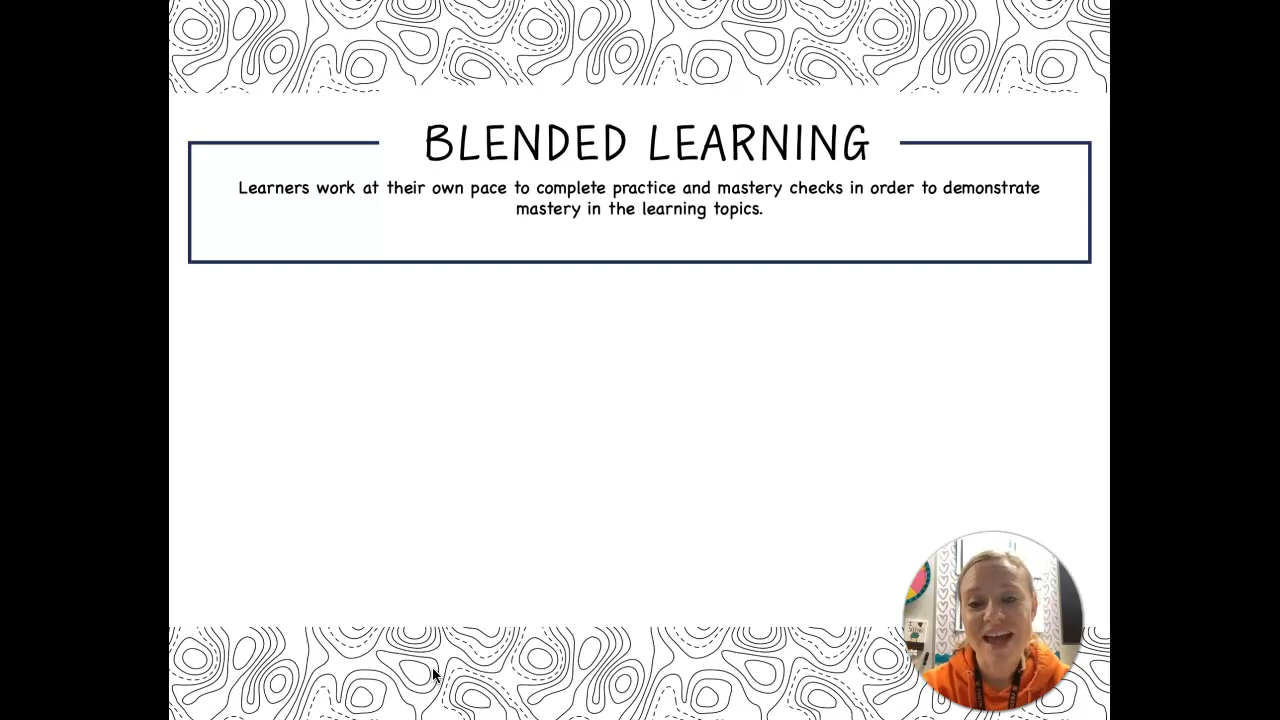 BLENDED LEARNING
Learners work at their own pace to complete practice and mastery checks in order to demonstrate
mastery in the learning topics.